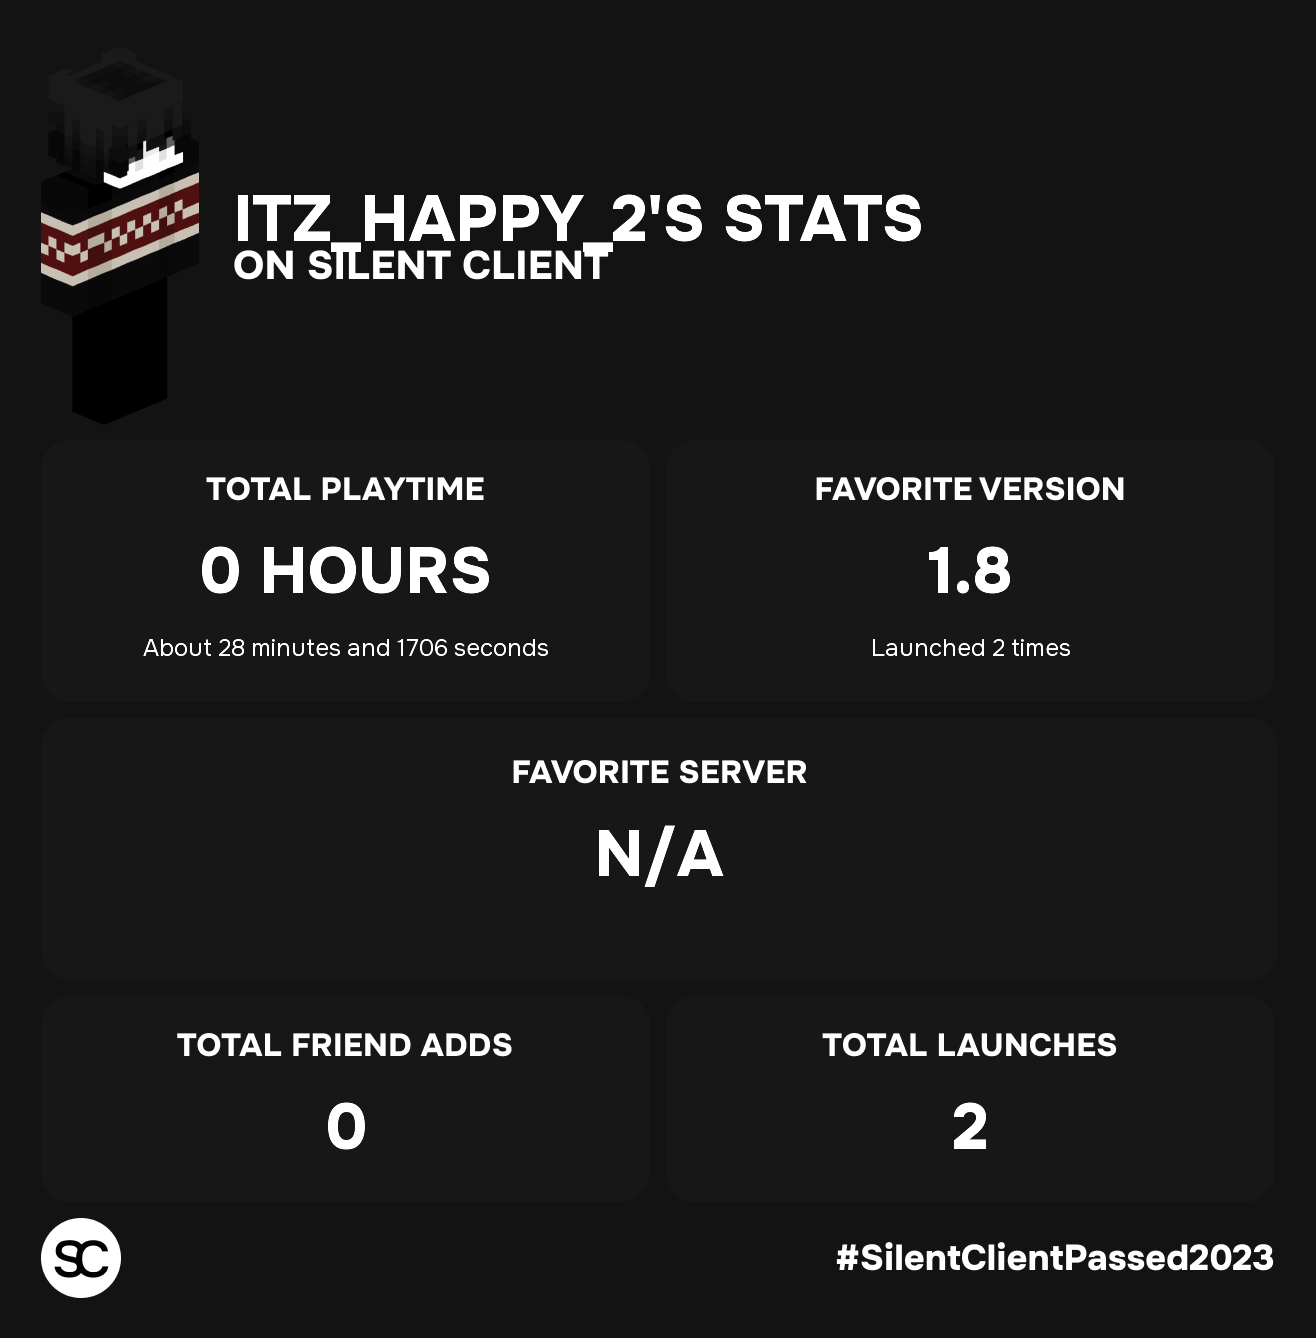 ITZ_HAPPY_2'S STATS
ON SILENT CLIENT
TOTAL PLAYTIME
0 HOURS
About 28 minutes and 1706 seconds
FAVORITE VERSION
1.8
Launched 2 times
FAVORITE SERVER
N/A
TOTAL FRIEND ADDS
0
TOTAL LAUNCHES
2
SC
#SilentClientPassed2023